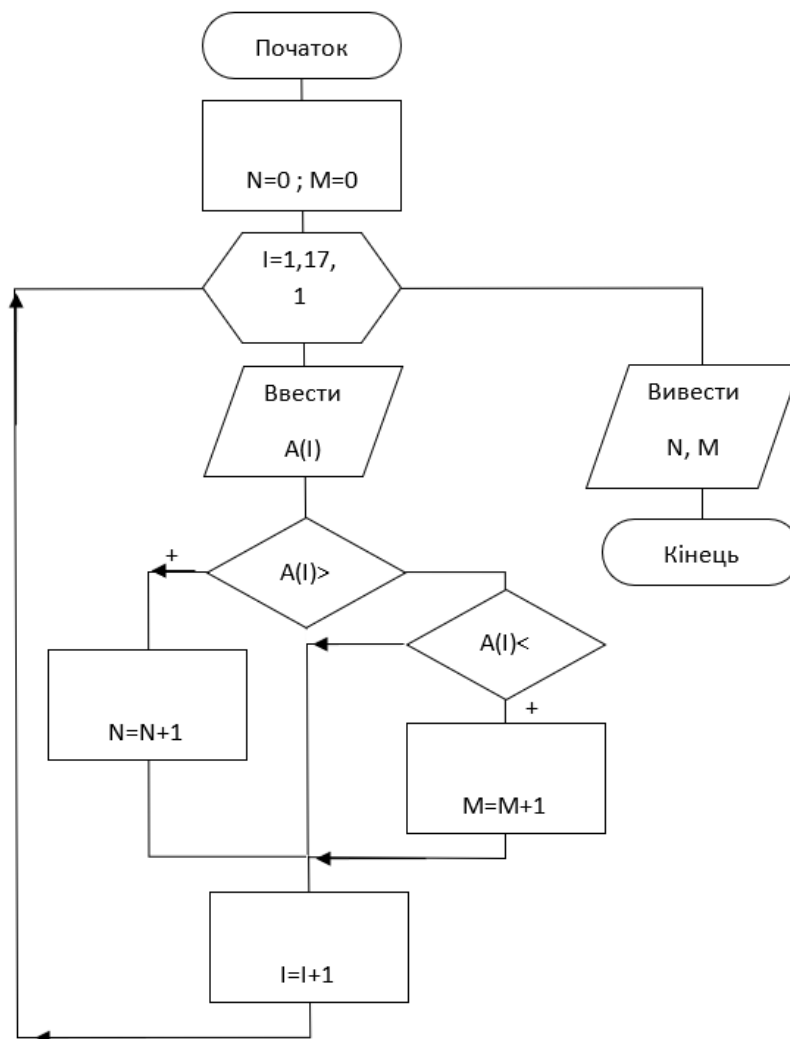 Початок
N=0 ; M=0
I=1,17,
1
Ввести
A(I)
Вивести
N, M
Кінець
+
A(I)>
A(I)<
+
N=N+1
M=M+1
I=I+1